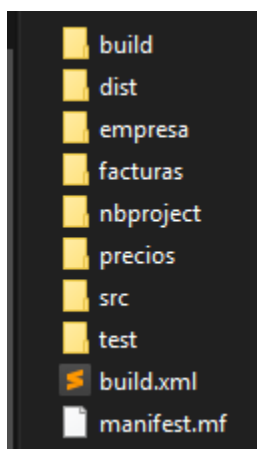 build
dist
empresa
facturas
nbproject
precios
src
test
build.xml
manifest.mf